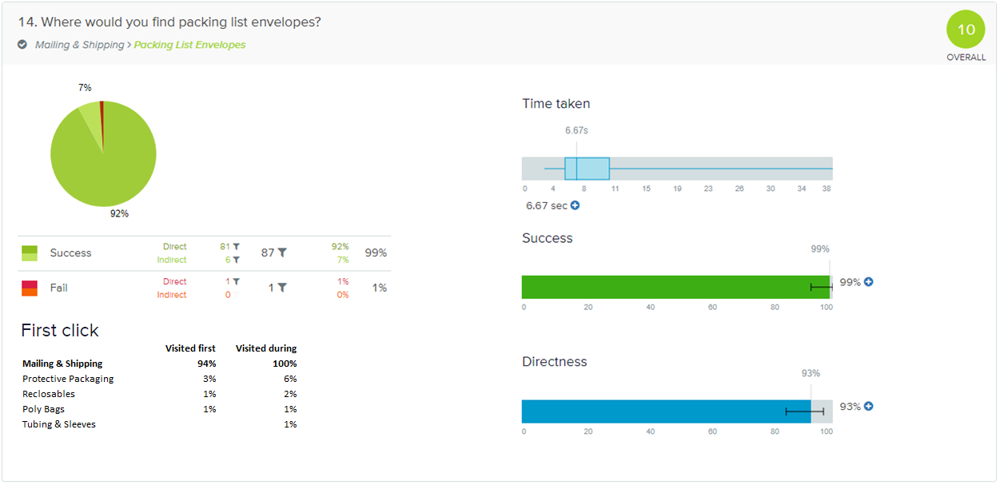 14. Where would you find packing list envelopes?
Mailing & Shipping > Packing List Envelopes
10
OVERALL
7%
92%
Success Direct 81 87 92% 99%
Indirect 6 7%
Fail Direct 1 1 1% 1%
Indirect 0 0%
First click
Visited first Visited during
Mailing & Shipping 94% 100%
Protective Packaging 3% 6%
Reclosables 1% 2%
Poly Bags 1% 1%
Tubing & Sleeves 1%
Time taken
6.67s
0 4 8 11 15 19 23 26 30 34 38
6.67 sec
Success
99%
99%
0 20 40 60 80 100
Directness
93%
93%
0 20 40 60 80 100